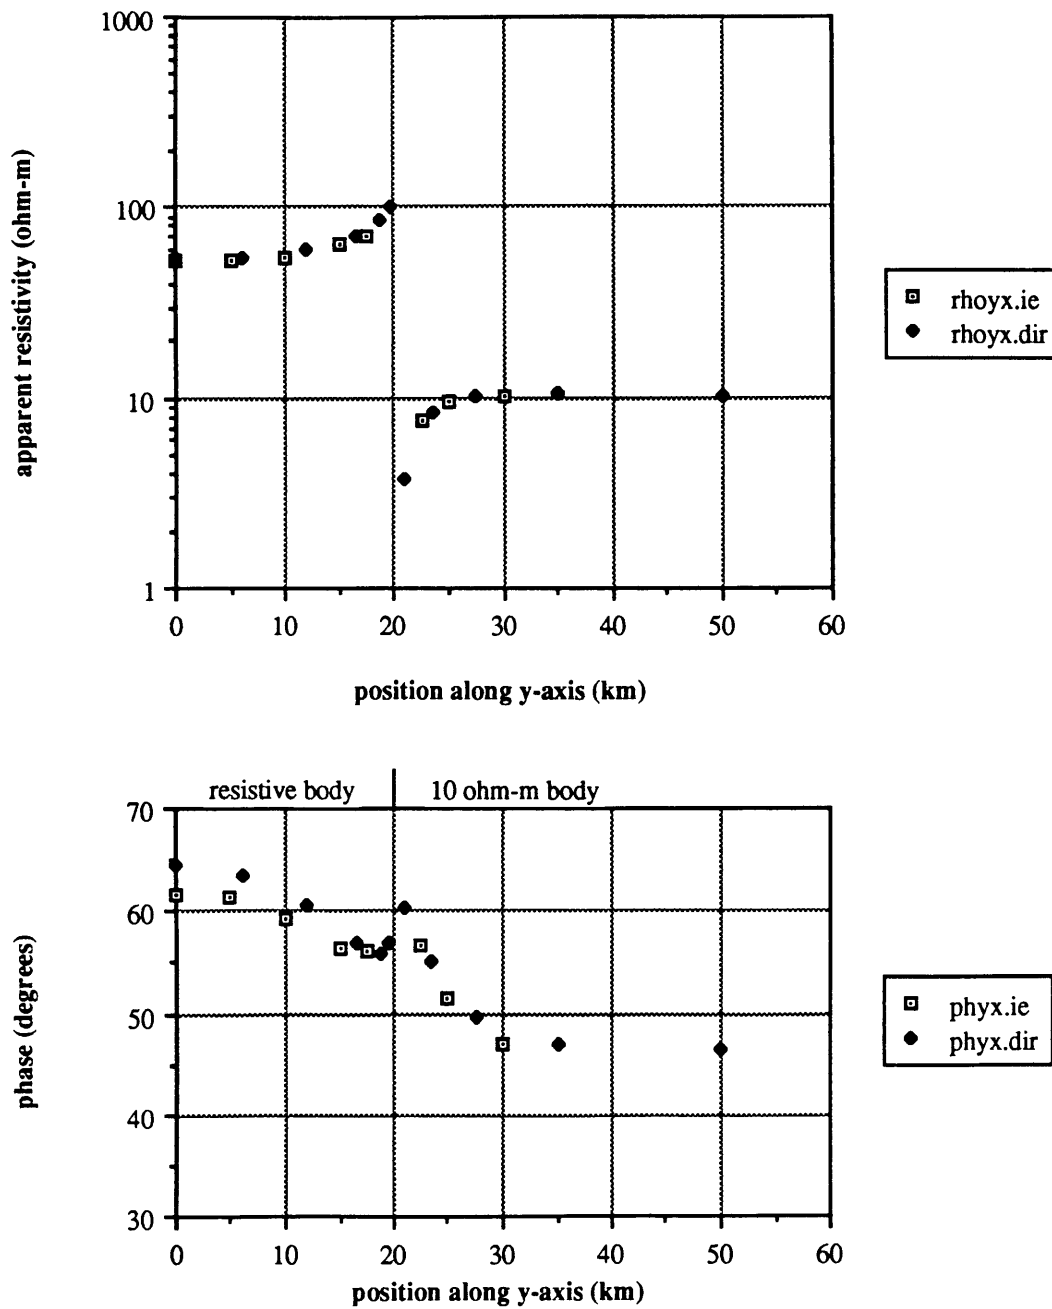 1000
100
10
1
apparent resistivity (ohm-m)
0 10 20 30 40 50 60
position along y-axis (km)
rhoyx.ie
rhoyx.dir
resistive body 10 ohm-m body
70
60
50
40
30
phase (degrees)
0 10 20 30 40 50 60
position along y-axis (km)
phyx.ie
phyx.dir